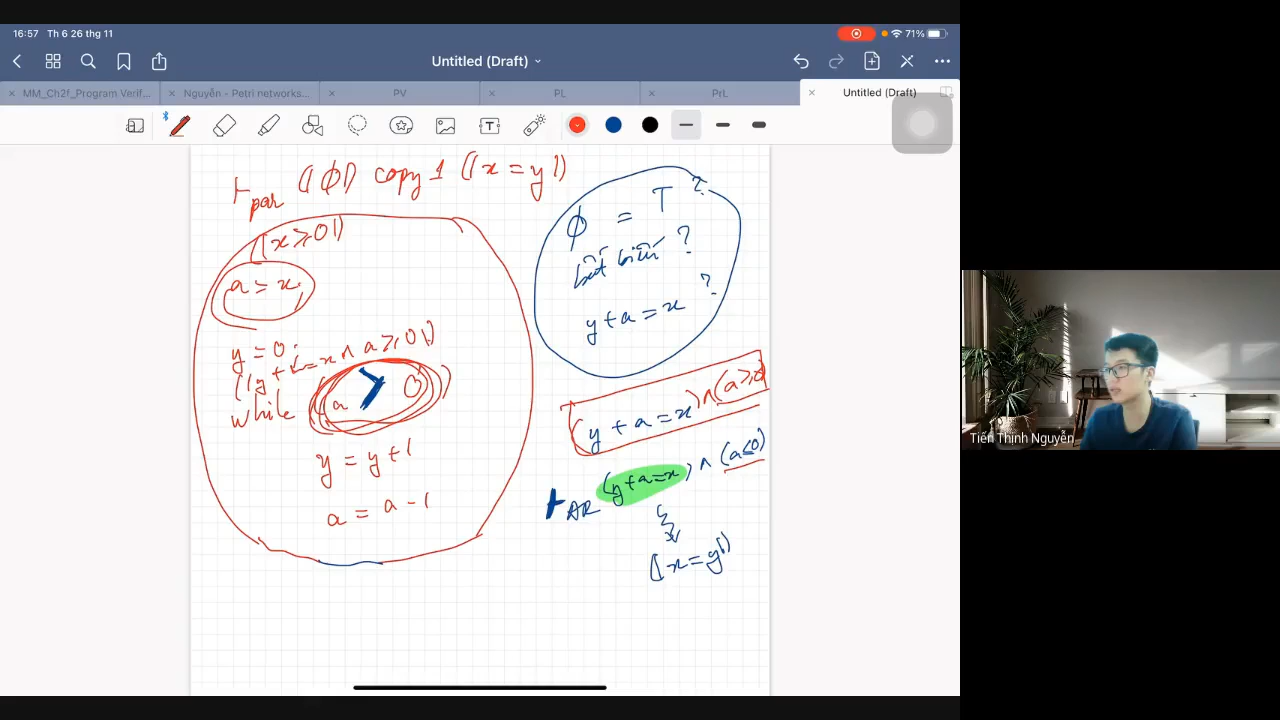 16:57 Th 6 26 thg 11
71%
Untitled (Draft)
MM_Ch2f_Program Verif...
Nguyễn - Petri networks...
PV
PL
PrL
Untitled (Draft)
⊢par (|ϕ|) copy 1 (|x = y|)
(|x ≥ 0|)
a = x;
y = 0;
while (a > 0)
y = y + 1
a = a - 1
ϕ = T ?
bất biến ?
y + a = x ?
(y + a = x) ∧ (a ≥ 0)
⊢AR (y + a = x) ∧ (a ≤ 0)
(|x = y|)
Tiến Thịnh Nguyễn